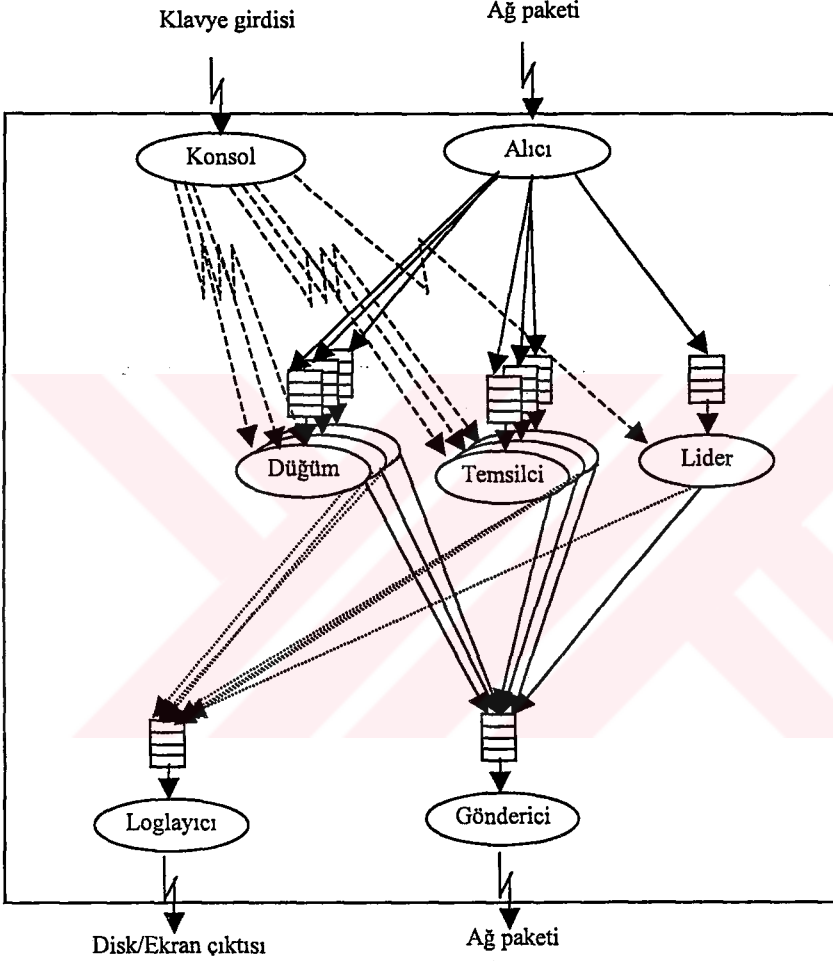 Klavye girdisi
Ağ paketi
Konsol
Alıcı
Düğüm
Temsilci
Lider
Loglayıcı
Gönderici
Disk/Ekran çıktısı
Ağ paketi